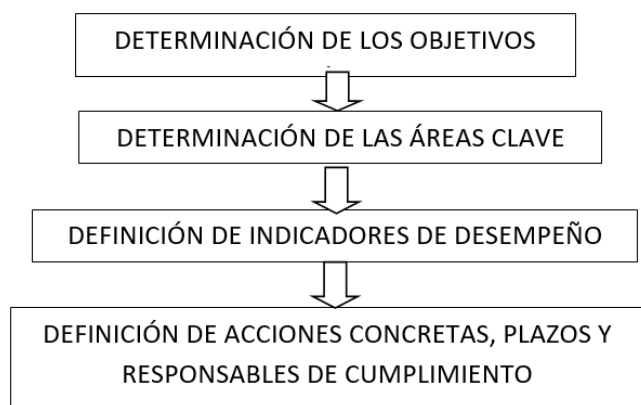 DETERMINACIÓN DE LOS OBJETIVOS
DETERMINACIÓN DE LAS ÁREAS CLAVE
DEFINICIÓN DE INDICADORES DE DESEMPEÑO
DEFINICIÓN DE ACCIONES CONCRETAS, PLAZOS Y
RESPONSABLES DE CUMPLIMIENTO